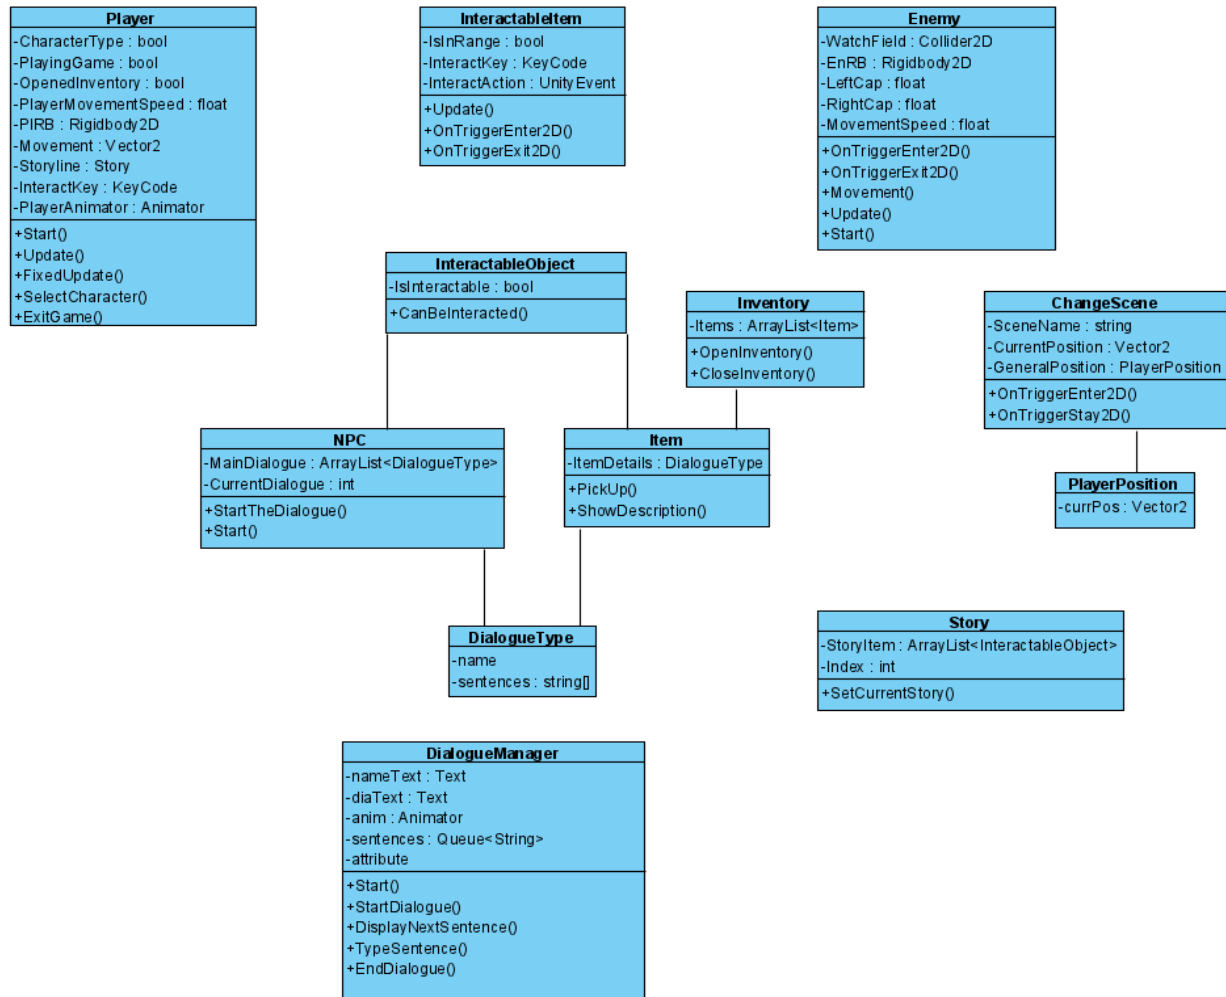 Player
-CharacterType : bool
-PlayingGame : bool
-OpenedInventory : bool
-PlayerMovementSpeed : float
-PlRB : Rigidbody2D
-Movement : Vector2
-Storyline : Story
-InteractKey : KeyCode
-PlayerAnimator : Animator
+Start()
+Update()
+FixedUpdate()
+SelectCharacter()
+ExitGame()
InteractableItem
-IsInRange : bool
-InteractKey : KeyCode
-InteractAction : UnityEvent
+Update()
+OnTriggerEnter2D()
+OnTriggerExit2D()
Enemy
-WatchField : Collider2D
-EnRB : Rigidbody2D
-LeftCap : float
-RightCap : float
-MovementSpeed : float
+OnTriggerEnter2D()
+OnTriggerExit2D()
+Movement()
+Update()
+Start()
InteractableObject
-IsInteractable : bool
+CanBeInteracted()
Inventory
-Items : ArrayList<Item>
+OpenInventory()
+CloseInventory()
ChangeScene
-SceneName : string
-CurrentPosition : Vector2
-GeneralPosition : PlayerPosition
+OnTriggerEnter2D()
+OnTriggerStay2D()
NPC
-MainDialogue : ArrayList<DialogueType>
-CurrentDialogue : int
+StartTheDialogue()
+Start()
Item
-ItemDetails : DialogueType
+PickUp()
+ShowDescription()
PlayerPosition
-currPos : Vector2
DialogueType
-name
-sentences : string[]
Story
-StoryItem : ArrayList<InteractableObject>
-Index : int
+SetCurrentStory()
DialogueManager
-nameText : Text
-diaText : Text
-anim : Animator
-sentences : Queue<String>
-attribute
+Start()
+StartDialogue()
+DisplayNextSentence()
+TypeSentence()
+EndDialogue()